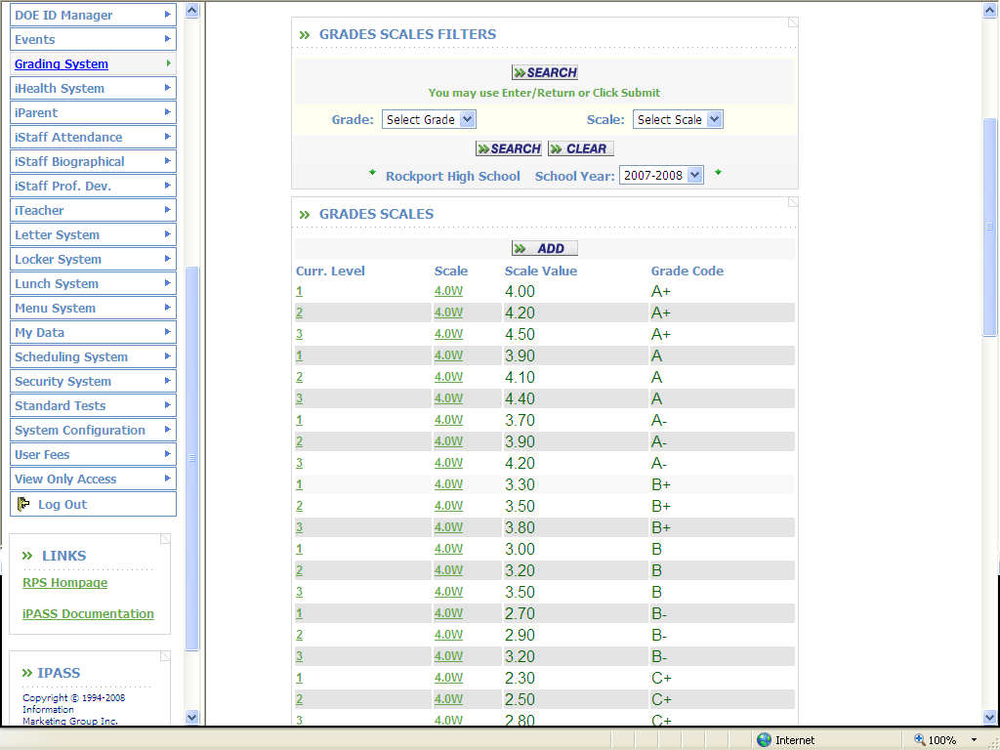 DOE ID Manager
Events
Grading System
iHealth System
iParent
iStaff Attendance
iStaff Biographical
iStaff Prof. Dev.
iTeacher
Letter System
Locker System
Lunch System
Menu System
My Data
Scheduling System
Security System
Standard Tests
System Configuration
User Fees
View Only Access
Log Out
LINKS
RPS Hompage
iPASS Documentation
IPASS
Copyright © 1994-2008
Information
Marketing Group Inc.
GRADES SCALES FILTERS
SEARCH
You may use Enter/Return or Click Submit
Grade: Select Grade Scale: Select Scale
SEARCH CLEAR
Rockport High School School Year: 2007-2008
GRADES SCALES
ADD
Curr. Level Scale Scale Value Grade Code
1 4.0W 4.00 A+
2 4.0W 4.20 A+
3 4.0W 4.50 A+
1 4.0W 3.90 A
2 4.0W 4.10 A
3 4.0W 4.40 A
1 4.0W 3.70 A-
2 4.0W 3.90 A-
3 4.0W 4.20 A-
1 4.0W 3.30 B+
2 4.0W 3.50 B+
3 4.0W 3.80 B+
1 4.0W 3.00 B
2 4.0W 3.20 B
3 4.0W 3.50 B
1 4.0W 2.70 B-
2 4.0W 2.90 B-
3 4.0W 3.20 B-
1 4.0W 2.30 C+
2 4.0W 2.50 C+
3 4.0W 2.80 C+
Internet 100%